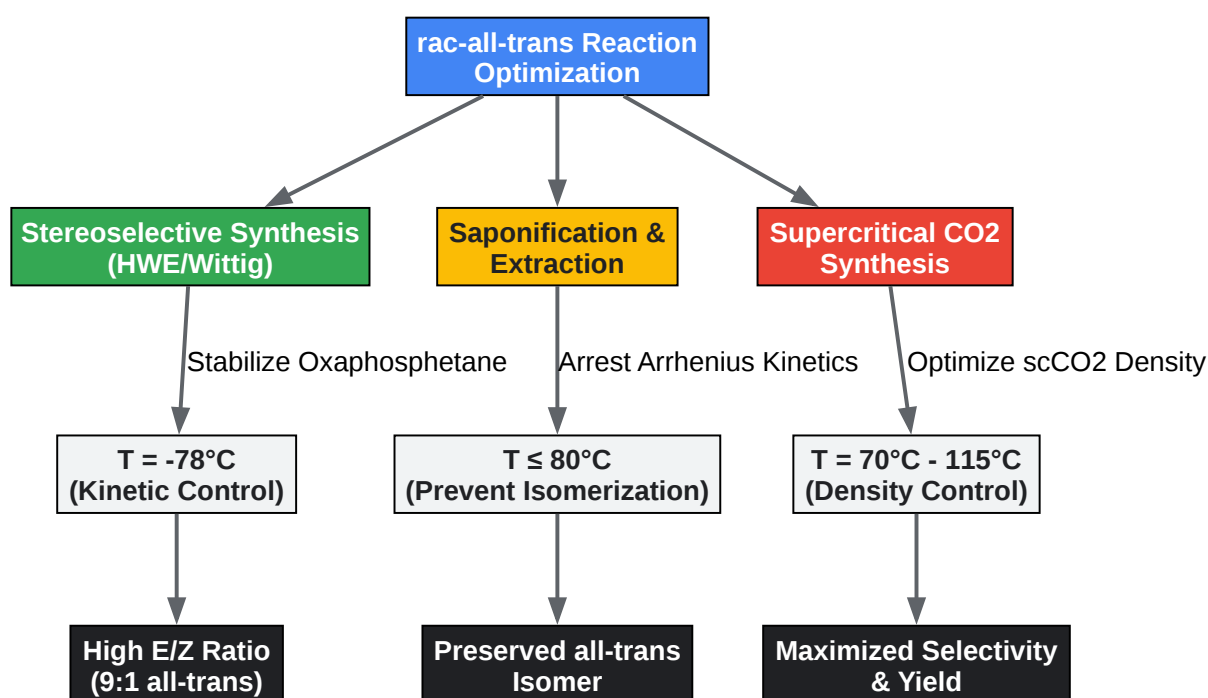 rac-all-trans Reaction
Optimization
Stereoselective Synthesis
(HWE/Wittig)
Saponification &
Extraction
Supercritical CO2
Synthesis
Stabilize Oxaphosphetane
Arrest Arrhenius Kinetics
Optimize scCO2 Density
T = -78°C
(Kinetic Control)
T ≤ 80°C
(Prevent Isomerization)
T = 70°C - 115°C
(Density Control)
High E/Z Ratio
(9:1 all-trans)
Preserved all-trans
Isomer
Maximized Selectivity
& Yield